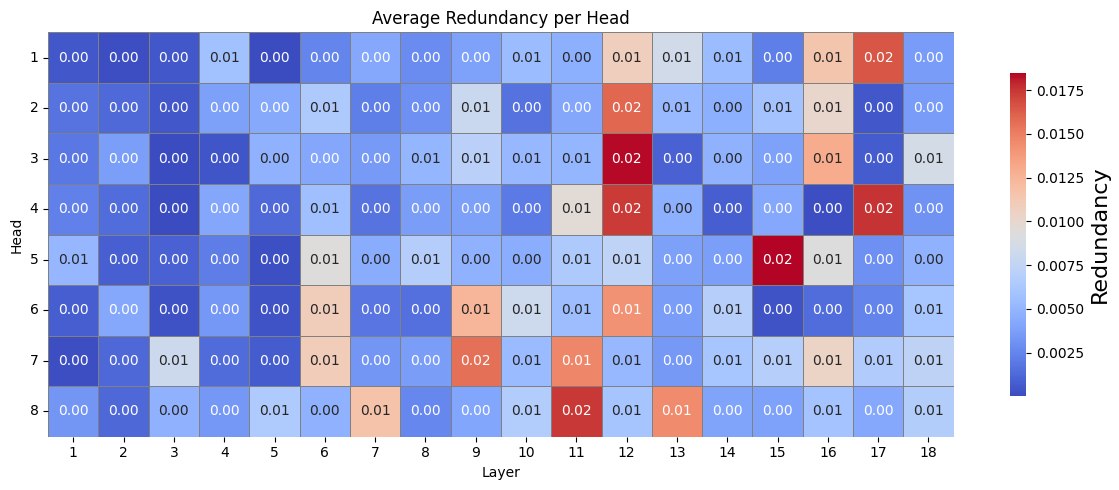 Average Redundancy per Head
1 0.00 0.00 0.00 0.01 0.00 0.00 0.00 0.00 0.00 0.01 0.00 0.01 0.01 0.01 0.00 0.01 0.02 0.00
2 0.00 0.00 0.00 0.00 0.00 0.01 0.00 0.00 0.01 0.00 0.00 0.02 0.01 0.00 0.01 0.01 0.00 0.00
3 0.00 0.00 0.00 0.00 0.00 0.00 0.00 0.01 0.01 0.01 0.01 0.02 0.00 0.00 0.00 0.01 0.00 0.01
4 0.00 0.00 0.00 0.00 0.00 0.01 0.00 0.00 0.00 0.00 0.01 0.02 0.00 0.00 0.00 0.00 0.02 0.00
5 0.01 0.00 0.00 0.00 0.00 0.01 0.00 0.01 0.00 0.00 0.01 0.01 0.00 0.00 0.02 0.01 0.00 0.00
6 0.00 0.00 0.00 0.00 0.00 0.01 0.00 0.00 0.01 0.01 0.01 0.01 0.00 0.01 0.00 0.00 0.00 0.01
7 0.00 0.00 0.01 0.00 0.00 0.01 0.00 0.00 0.02 0.01 0.01 0.01 0.00 0.01 0.01 0.01 0.01 0.01
8 0.00 0.00 0.00 0.00 0.01 0.00 0.01 0.00 0.00 0.01 0.02 0.01 0.01 0.00 0.00 0.01 0.00 0.01
1 2 3 4 5 6 7 8 9 10 11 12 13 14 15 16 17 18
Layer
Head
0.0175
0.0150
0.0125
0.0100
0.0075
0.0050
0.0025
Redundancy